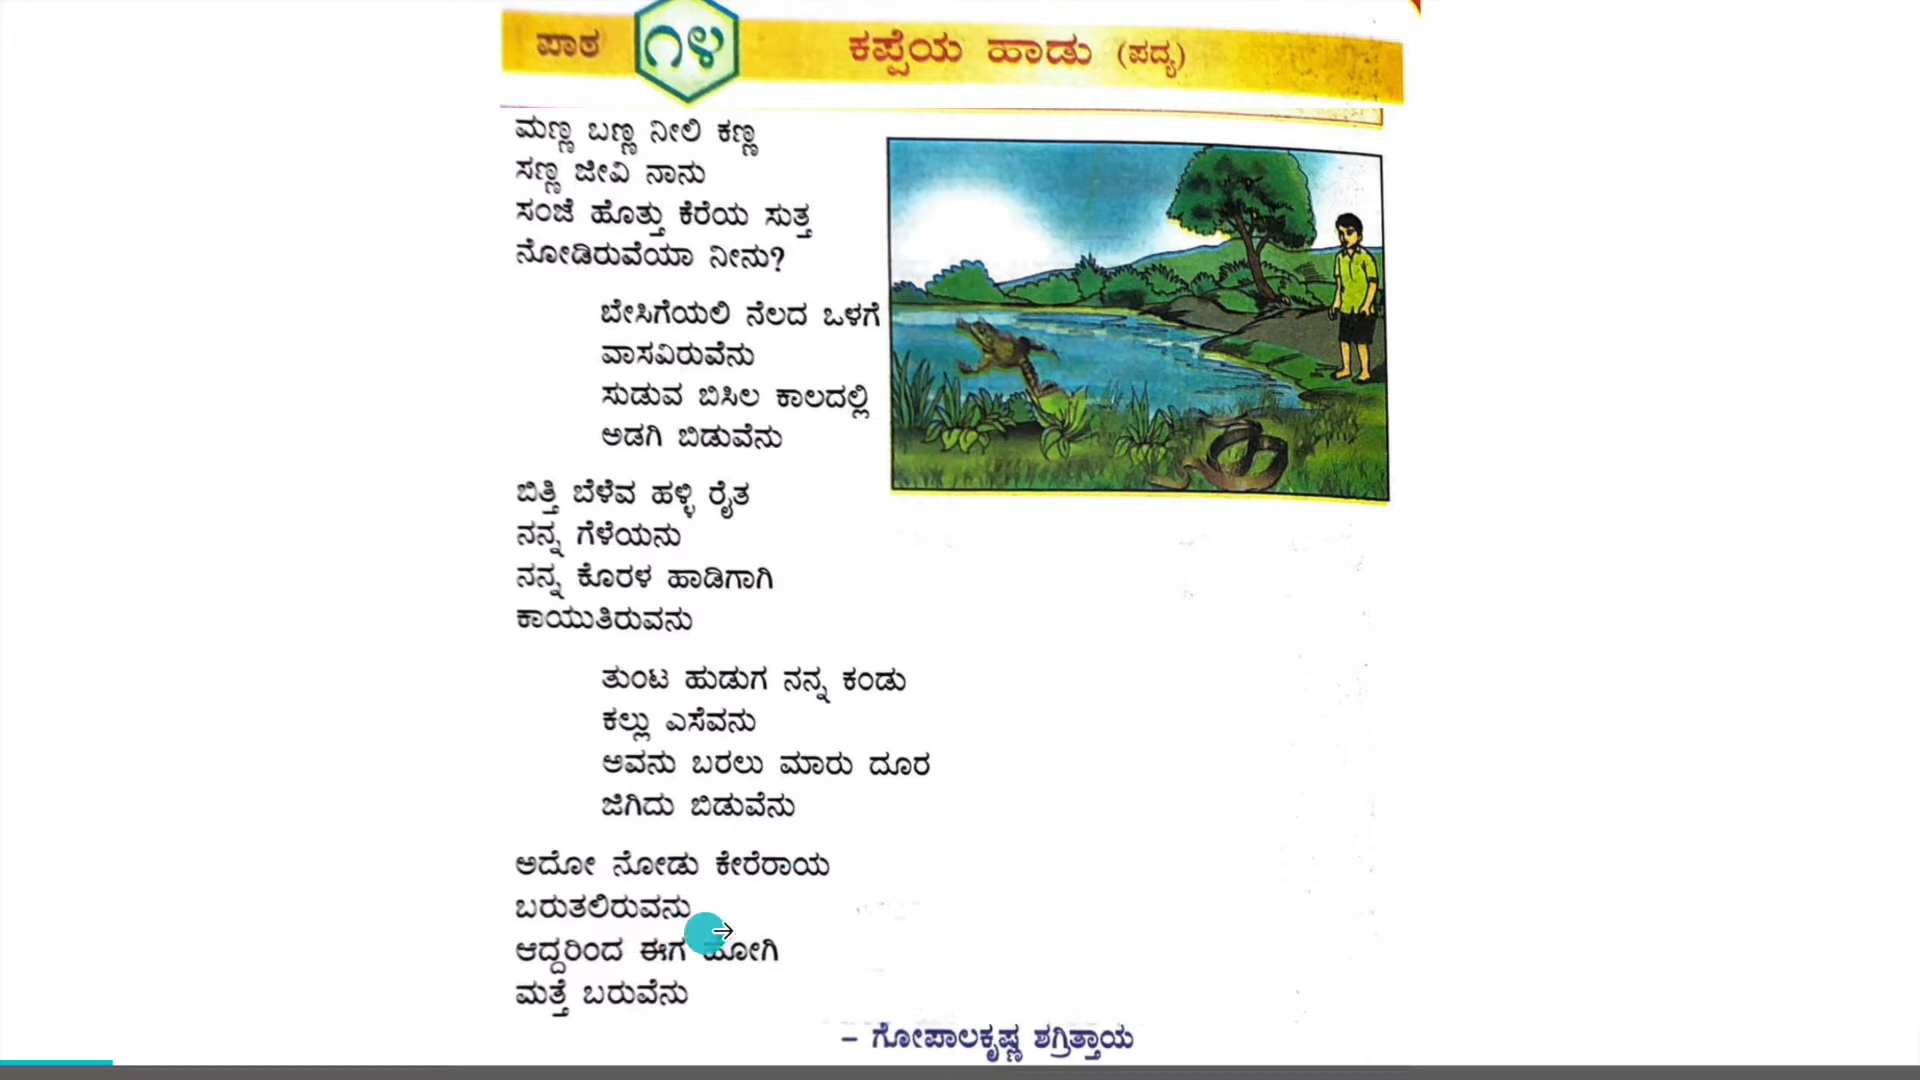 ಪಾಠ ೧೪ ಕಪ್ಪೆಯ ಹಾಡು (ಪದ್ಯ)
ಮಣ್ಣ ಬಣ್ಣ ನೀಲಿ ಕಣ್ಣ
ಸಣ್ಣ ಜೀವಿ ನಾನು
ಸಂಜೆ ಹೊತ್ತು ಕೆರೆಯ ಸುತ್ತ
ನೋಡಿರುವೆಯಾ ನೀನು?
ಬೇಸಿಗೆಯಲಿ ನೆಲದ ಒಳಗೆ
ವಾಸವಿರುವೆನು
ಸುಡುವ ಬಿಸಿಲ ಕಾಲದಲ್ಲಿ
ಅಡಗಿ ಬಿಡುವೆನು
ಬಿತ್ತಿ ಬೆಳೆವ ಹಳ್ಳಿ ರೈತ
ನನ್ನ ಗೆಳೆಯನು
ನನ್ನ ಕೊರಳ ಹಾಡಿಗಾಗಿ
ಕಾಯುತಿರುವನು
ತುಂಟ ಹುಡುಗ ನನ್ನ ಕಂಡು
ಕಲ್ಲು ಎಸೆವನು
ಅವನು ಬರಲು ಮಾರು ದೂರ
ಜಿಗಿದು ಬಿಡುವೆನು
ಅದೋ ನೋಡು ಕೇರೆರಾಯ
ಬರುತಲಿರುವನು
ಆದ್ದರಿಂದ ಈಗ ಹೋಗಿ
ಮತ್ತೆ ಬರುವೆನು
– ಗೋಪಾಲಕೃಷ್ಣ ಶಗ್ರಿತ್ತಾಯ